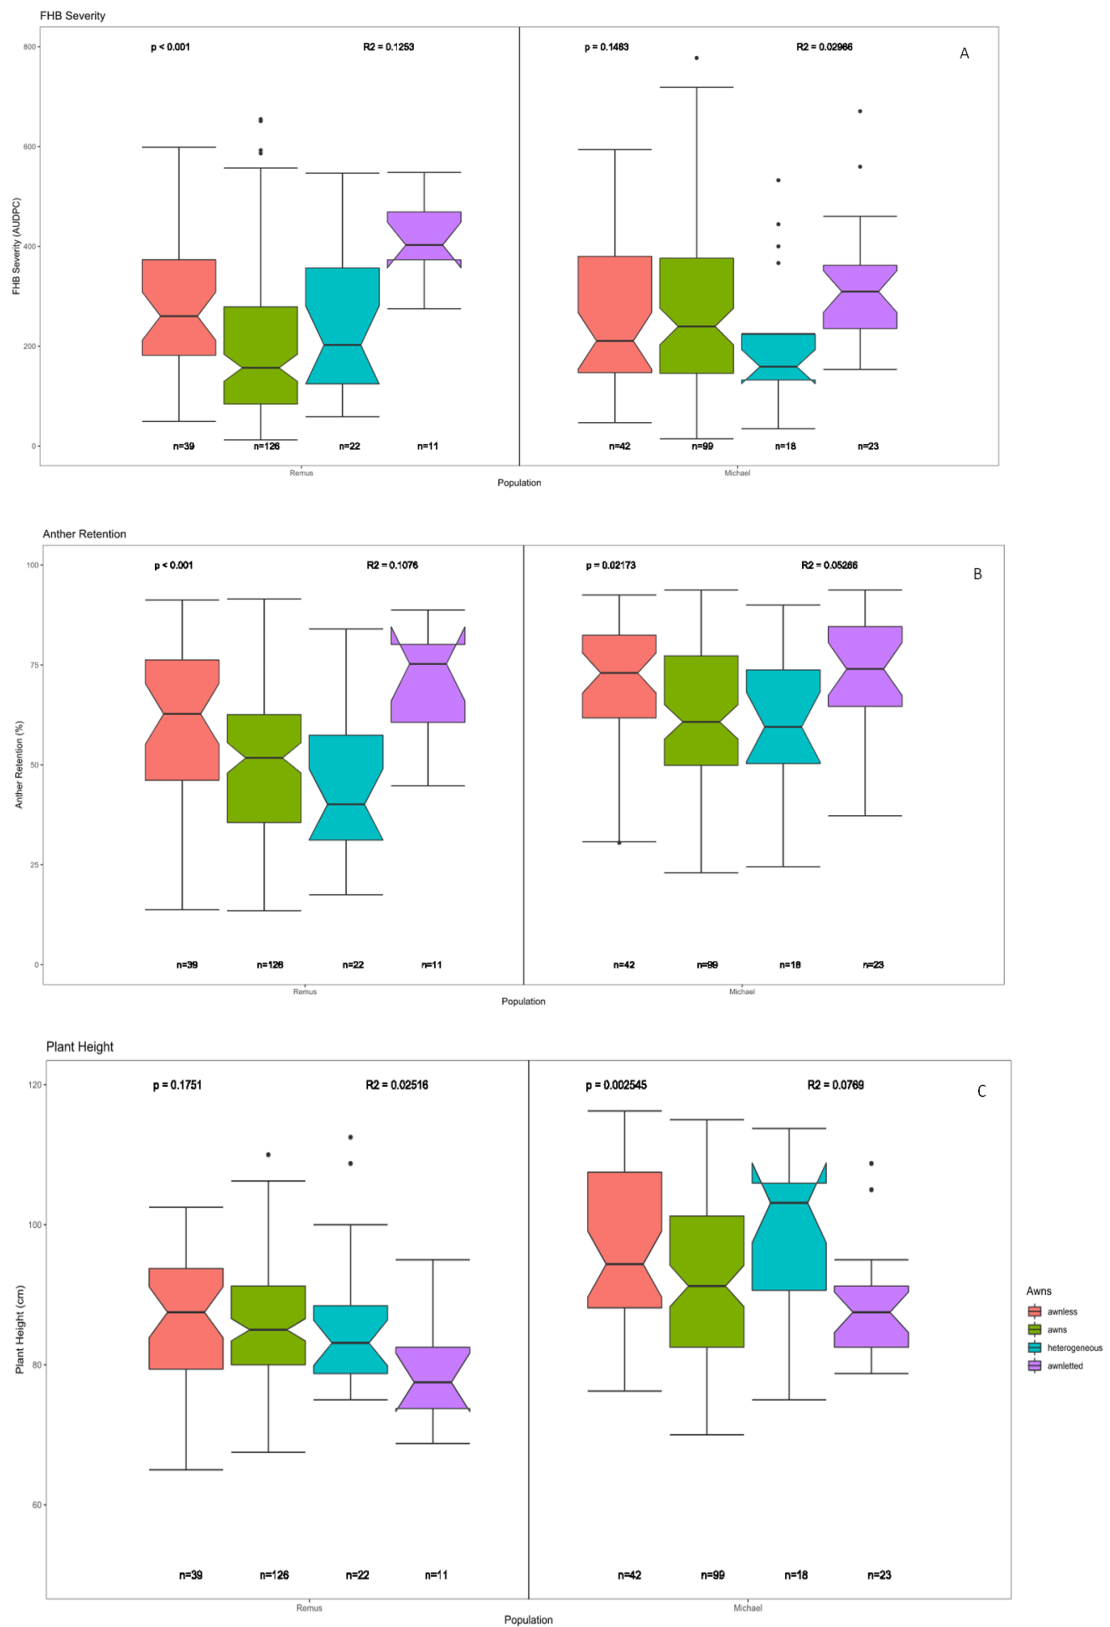 FHB Severity
p < 0.001 R2 = 0.1253 p = 0.1483 R2 = 0.02966 A
800
600
400
200
0
FHB Severity (AUDPC)
n=39 n=126 n=22 n=11 n=42 n=99 n=18 n=23
Remus Michael
Population
Anther Retention
p < 0.001 R2 = 0.1076 p = 0.02173 R2 = 0.05266 B
100
75
50
25
0
Anther Retention (%)
n=39 n=126 n=22 n=11 n=42 n=99 n=18 n=23
Remus Michael
Population
Plant Height
p = 0.1751 R2 = 0.02516 p = 0.002545 R2 = 0.0769 C
120
100
80
60
Plant Height (cm)
n=39 n=126 n=22 n=11 n=42 n=99 n=18 n=23
Remus Michael
Population
Awns
awnless
awns
heterogeneous
awnletted